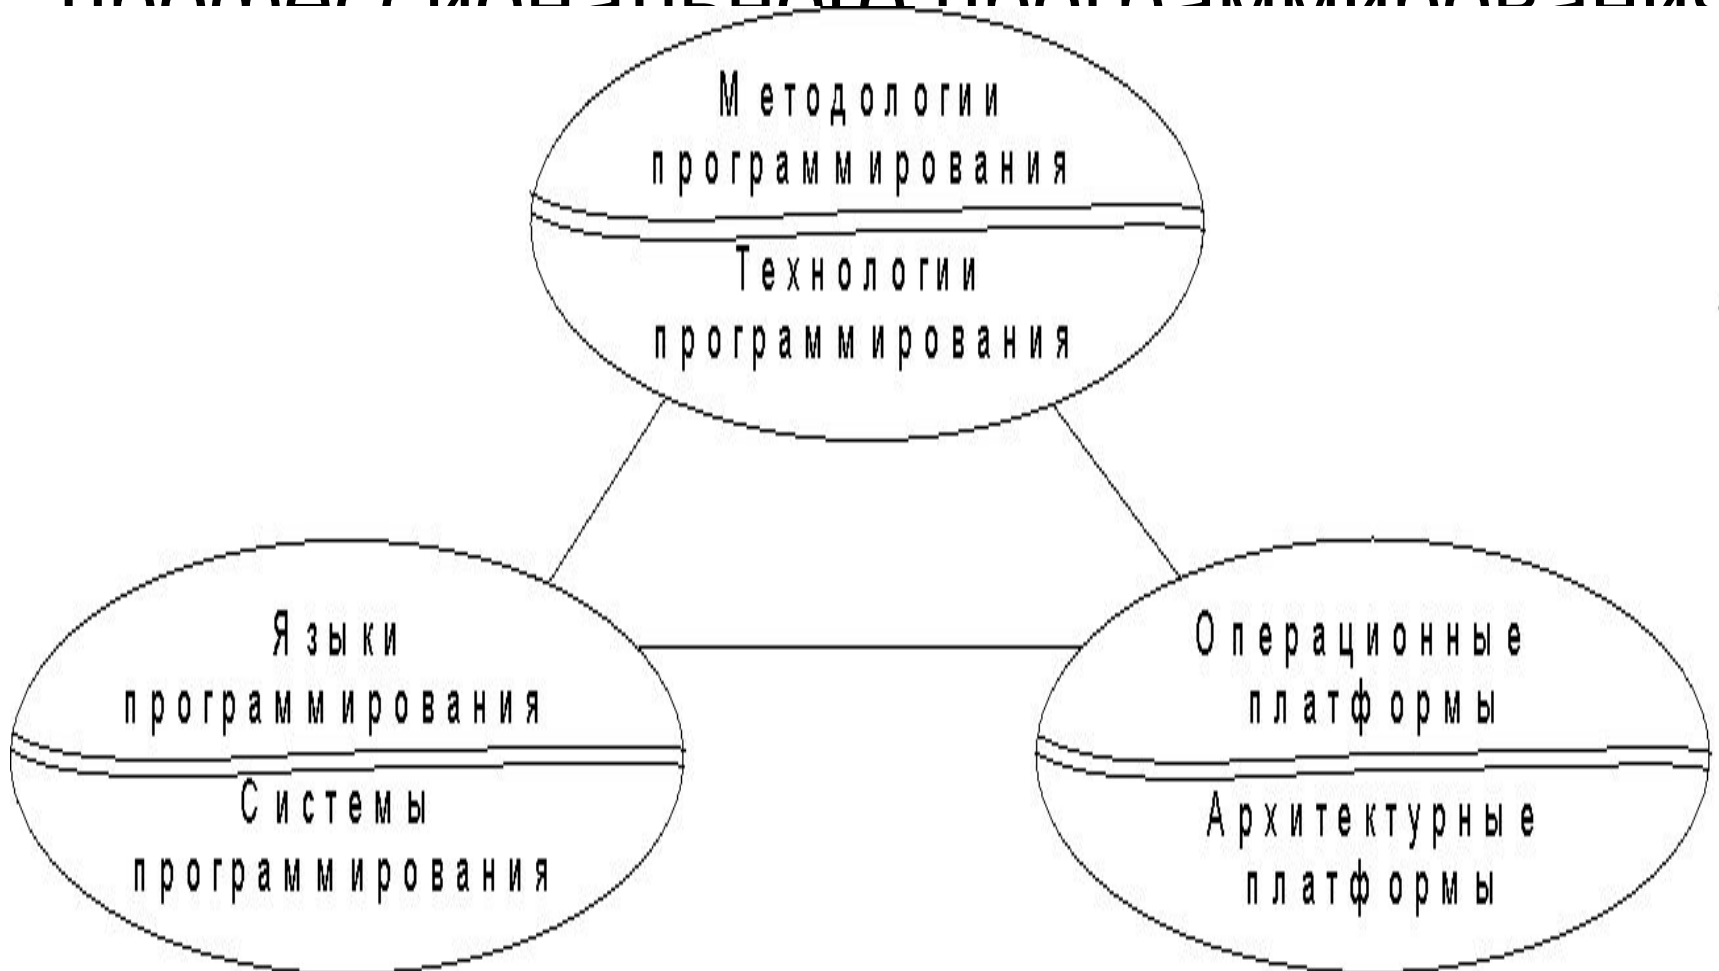 Методологии
программирования
Технологии
программирования
Языки
программирования
Системы
программирования
Операционные
платформы
Архитектурные
платформы